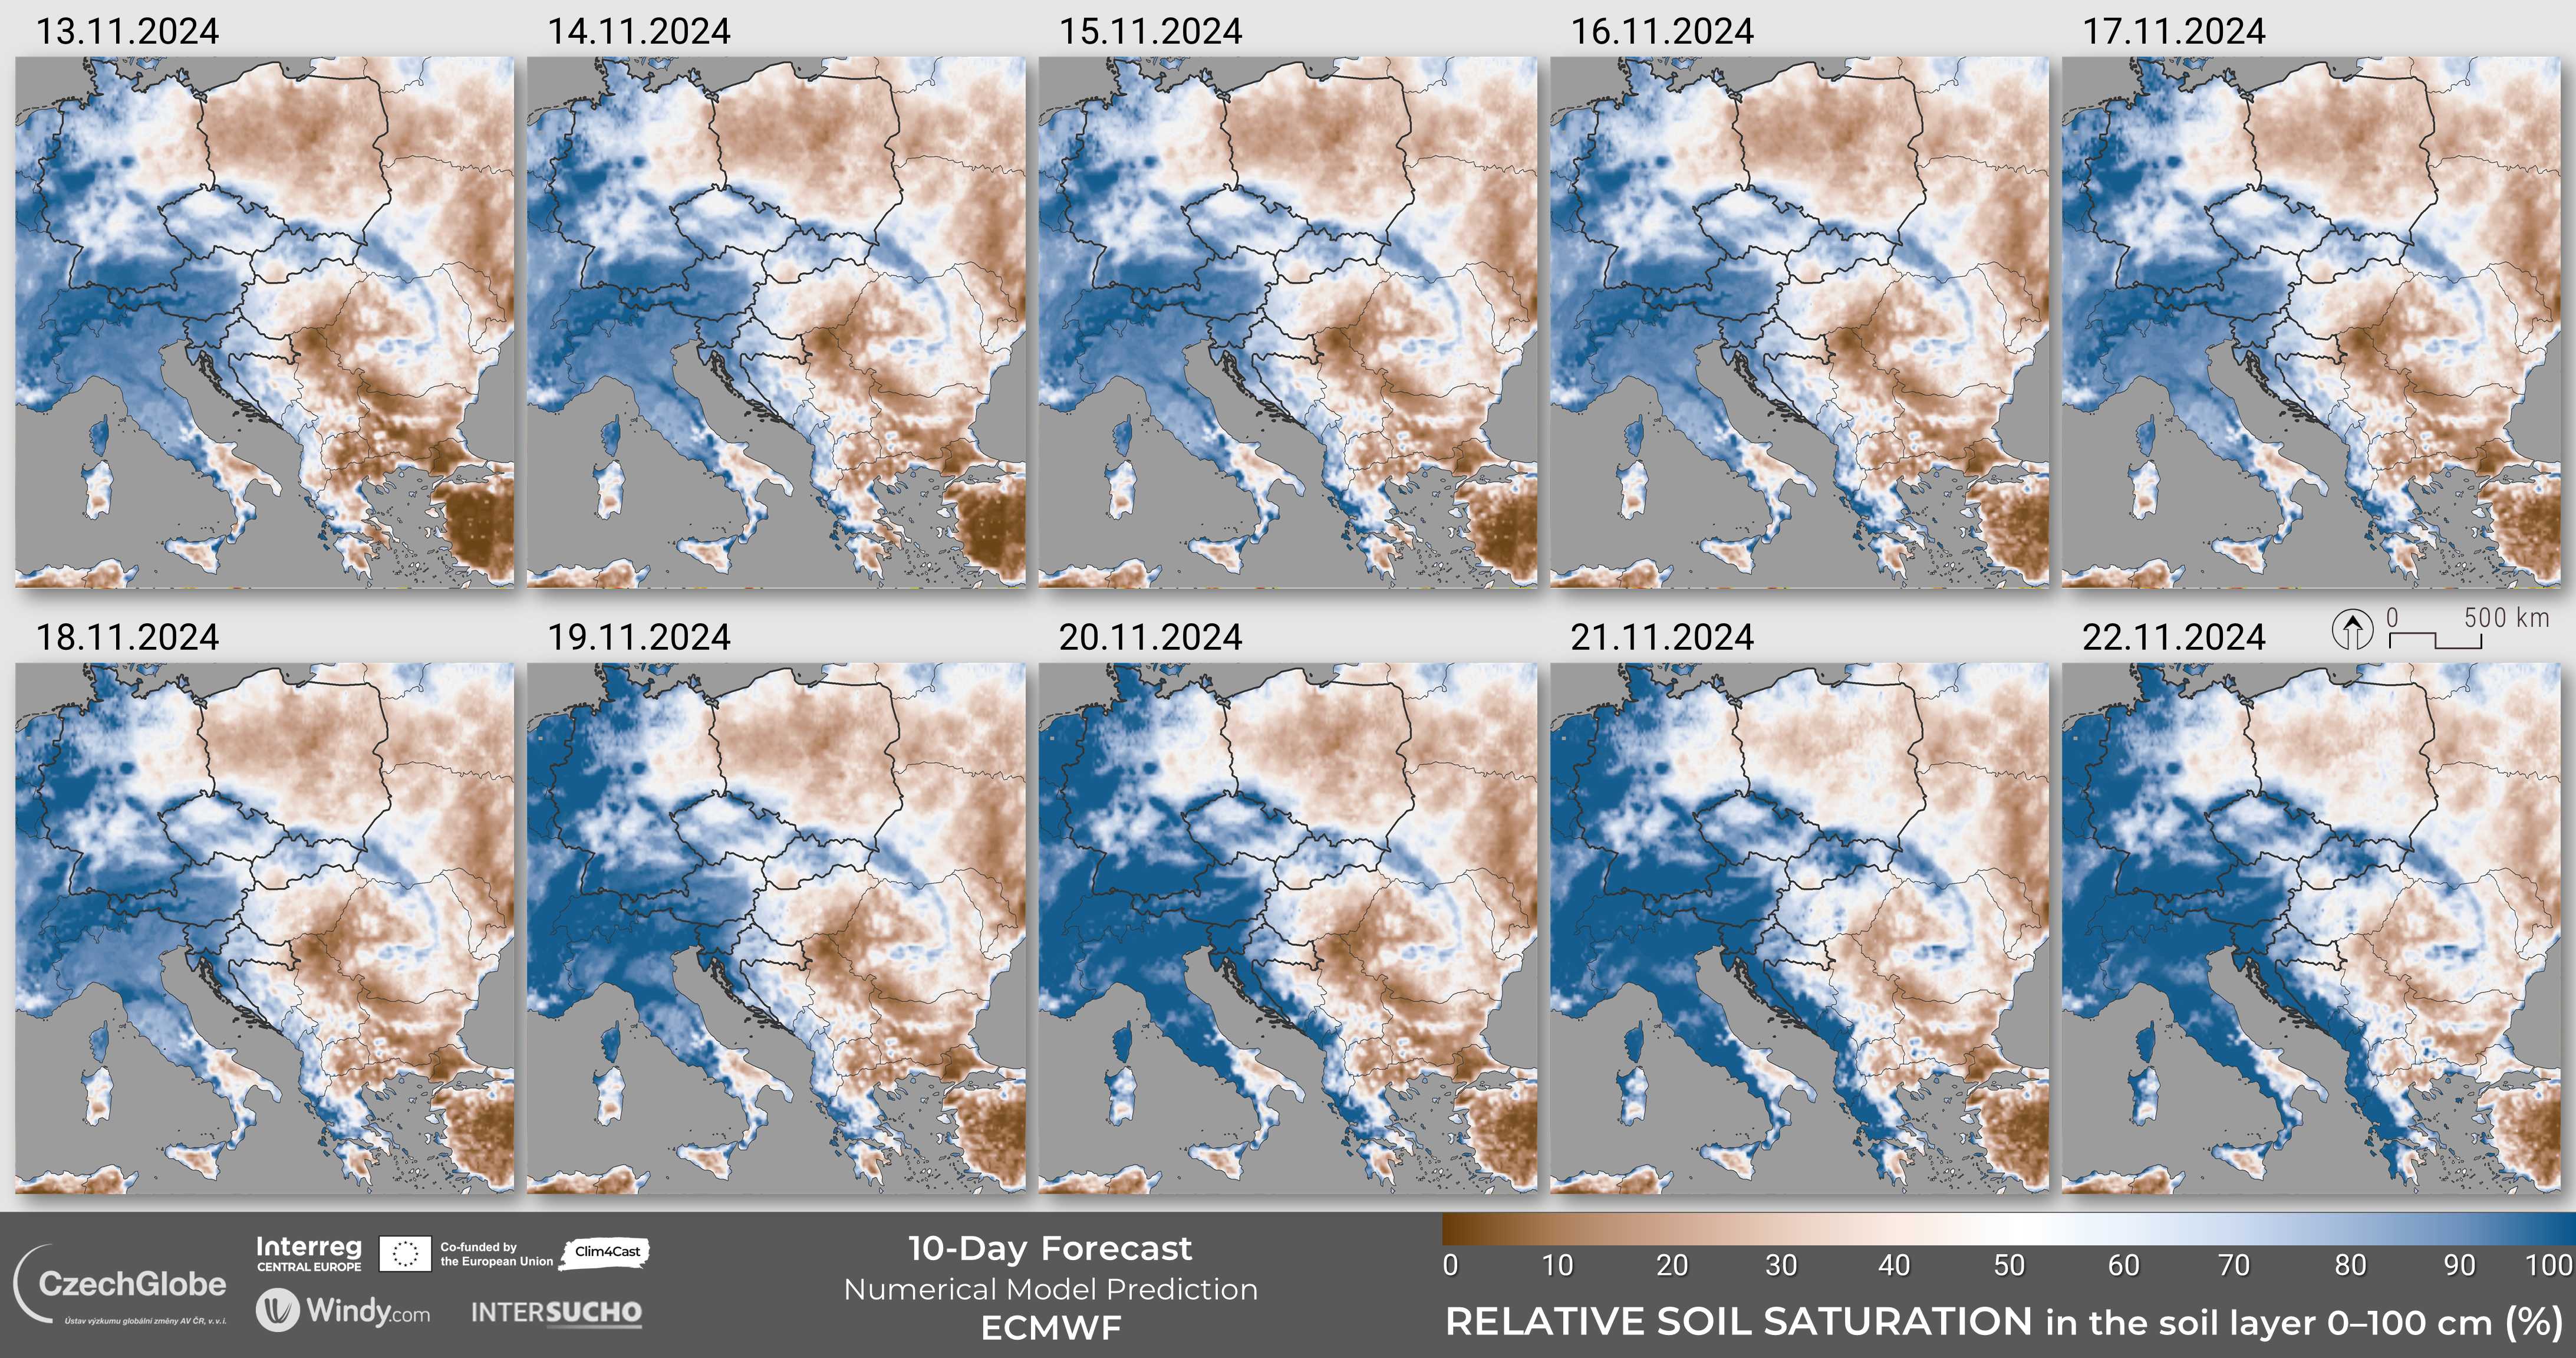 13.11.2024
14.11.2024
15.11.2024
16.11.2024
17.11.2024
0 500 km
18.11.2024
19.11.2024
20.11.2024
21.11.2024
22.11.2024
CzechGlobe
Ústav výzkumu globální změny AV ČR, v. v. i.
Interreg
CENTRAL EUROPE
Co-funded by
the European Union
Clim4Cast
Windy.com
INTERSUCHO
10-Day Forecast
Numerical Model Prediction
ECMWF
0 10 20 30 40 50 60 70 80 90 100
RELATIVE SOIL SATURATION in the soil layer 0–100 cm (%)